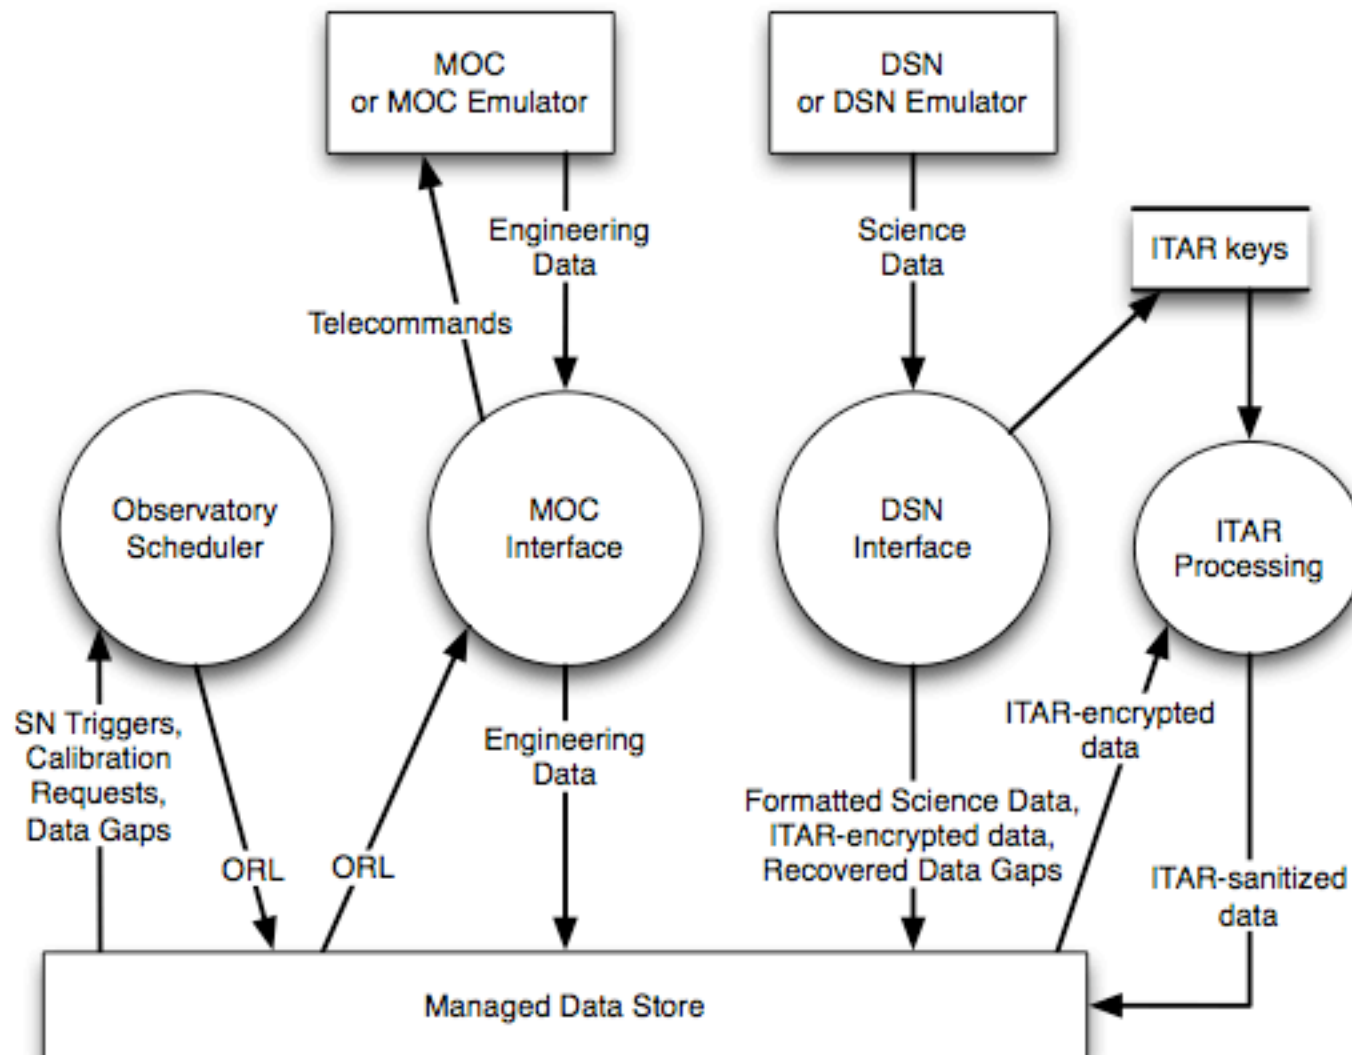 MOC
or MOC Emulator
DSN
or DSN Emulator
Engineering
Data
Science
Data
ITAR keys
Telecommands
Observatory
Scheduler
MOC
Interface
DSN
Interface
ITAR
Processing
SN Triggers,
Calibration
Requests,
Data Gaps
ORL
ORL
Engineering
Data
Formatted Science Data,
ITAR-encrypted data,
Recovered Data Gaps
ITAR-encrypted
data
ITAR-sanitized
data
Managed Data Store